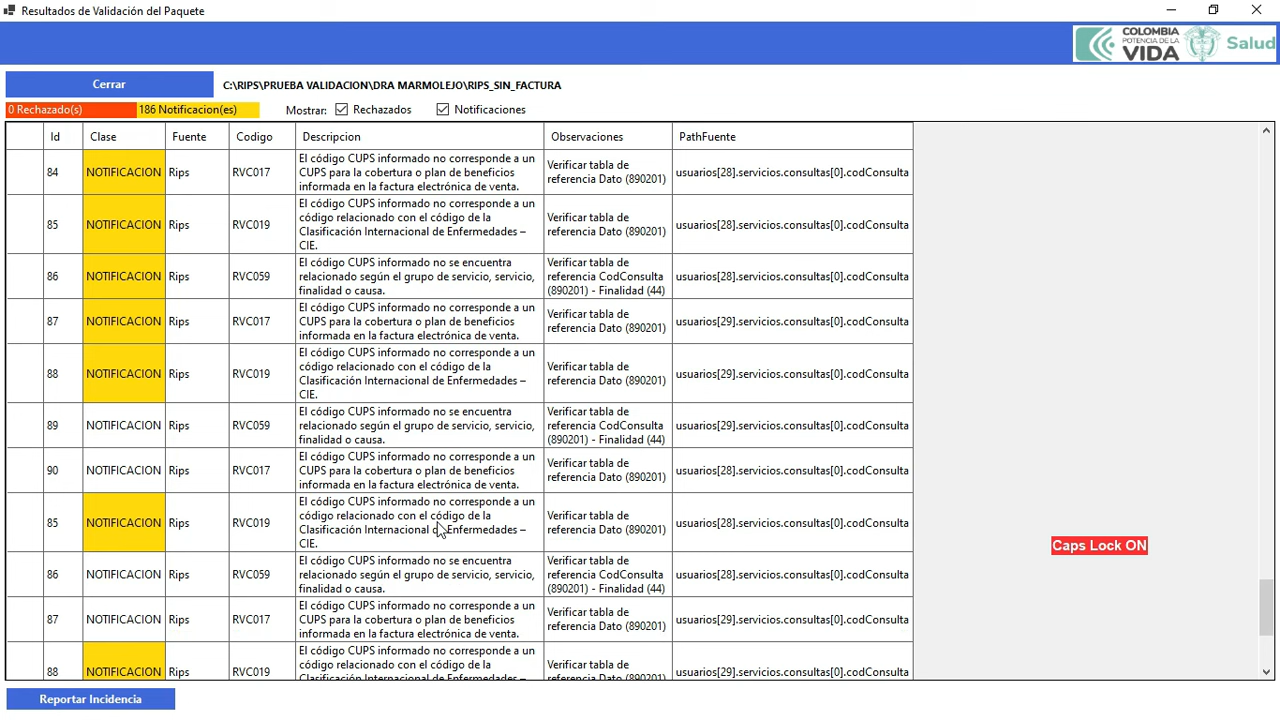 Resultados de Validación del Paquete
COLOMBIA
POTENCIA DE LA
VIDA
Salud
Cerrar
C:\RIPS\PRUEBA VALIDACION\DRA MARMOLEJO\RIPS_SIN_FACTURA
0 Rechazado(s)
186 Notificacion(es)
Mostrar:
Rechazados
Notificaciones
Id Clase Fuente Codigo Descripcion Observaciones PathFuente
84 NOTIFICACION Rips RVC017
El código CUPS informado no corresponde a un
CUPS para la cobertura o plan de beneficios
informada en la factura electrónica de venta.
Verificar tabla de
referencia Dato (890201)
usuarios[28].servicios.consultas[0].codConsulta
85 NOTIFICACION Rips RVC019
El código CUPS informado no corresponde a un
código relacionado con el código de la
Clasificación Internacional de Enfermedades –
CIE.
Verificar tabla de
referencia Dato (890201)
usuarios[28].servicios.consultas[0].codConsulta
86 NOTIFICACION Rips RVC059
El código CUPS informado no se encuentra
relacionado según el grupo de servicio, servicio,
finalidad o causa.
Verificar tabla de
referencia CodConsulta
(890201) - Finalidad (44)
usuarios[28].servicios.consultas[0].codConsulta
87 NOTIFICACION Rips RVC017
El código CUPS informado no corresponde a un
CUPS para la cobertura o plan de beneficios
informada en la factura electrónica de venta.
Verificar tabla de
referencia Dato (890201)
usuarios[29].servicios.consultas[0].codConsulta
88 NOTIFICACION Rips RVC019
El código CUPS informado no corresponde a un
código relacionado con el código de la
Clasificación Internacional de Enfermedades –
CIE.
Verificar tabla de
referencia Dato (890201)
usuarios[29].servicios.consultas[0].codConsulta
89 NOTIFICACION Rips RVC059
El código CUPS informado no se encuentra
relacionado según el grupo de servicio, servicio,
finalidad o causa.
Verificar tabla de
referencia CodConsulta
(890201) - Finalidad (44)
usuarios[29].servicios.consultas[0].codConsulta
90 NOTIFICACION Rips RVC017
El código CUPS informado no corresponde a un
CUPS para la cobertura o plan de beneficios
informada en la factura electrónica de venta.
Verificar tabla de
referencia Dato (890201)
usuarios[28].servicios.consultas[0].codConsulta
85 NOTIFICACION Rips RVC019
El código CUPS informado no corresponde a un
código relacionado con el código de la
Clasificación Internacional de Enfermedades –
CIE.
Verificar tabla de
referencia Dato (890201)
usuarios[28].servicios.consultas[0].codConsulta
Caps Lock ON
86 NOTIFICACION Rips RVC059
El código CUPS informado no se encuentra
relacionado según el grupo de servicio, servicio,
finalidad o causa.
Verificar tabla de
referencia CodConsulta
(890201) - Finalidad (44)
usuarios[28].servicios.consultas[0].codConsulta
87 NOTIFICACION Rips RVC017
El código CUPS informado no corresponde a un
CUPS para la cobertura o plan de beneficios
informada en la factura electrónica de venta.
Verificar tabla de
referencia Dato (890201)
usuarios[29].servicios.consultas[0].codConsulta
88 NOTIFICACION Rips RVC019
El código CUPS informado no corresponde a un
código relacionado con el código de la
Clasificación Internacional de Enfermedades –
Verificar tabla de
referencia Dato (890201)
usuarios[29].servicios.consultas[0].codConsulta
Reportar Incidencia